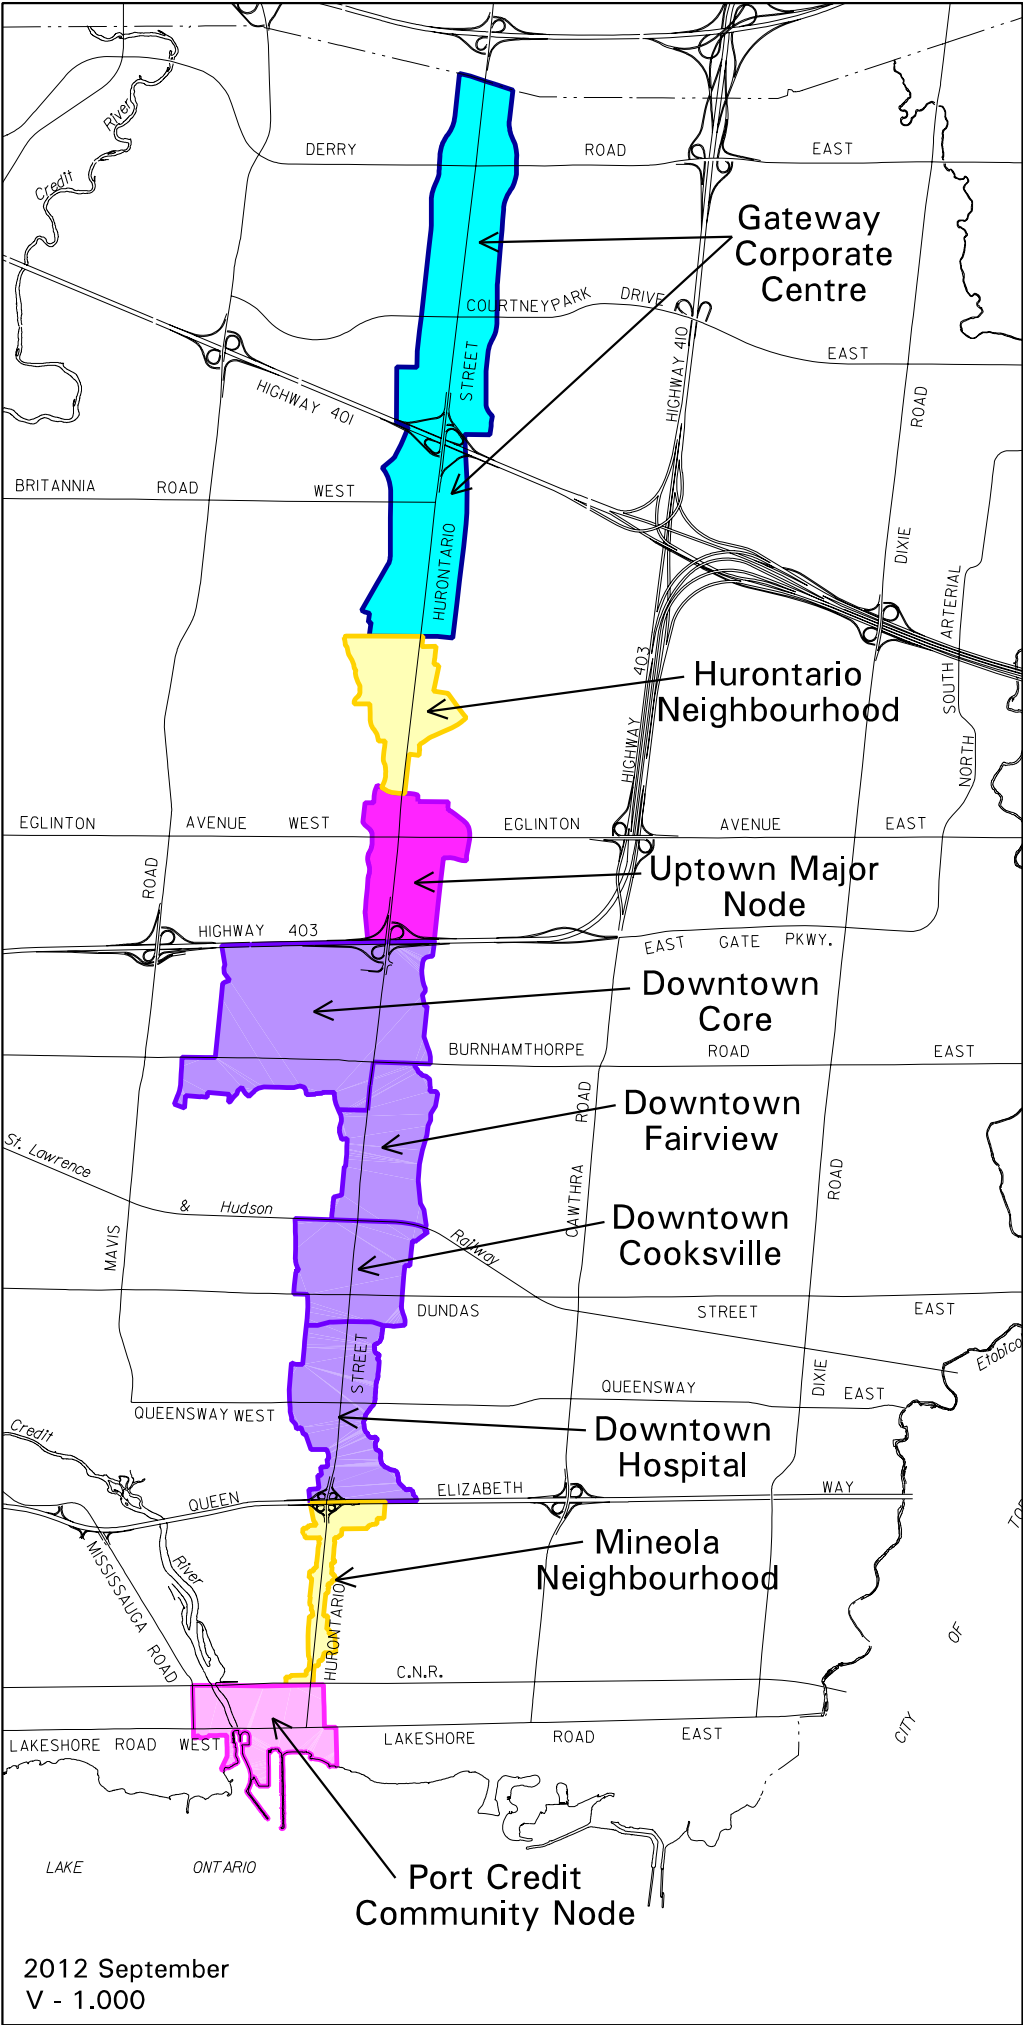 River
Credit
DERRY ROAD EAST
Gateway
Corporate
Centre
COURTNEYPARK DRIVE
EAST
STREET
HIGHWAY 410
HIGHWAY 401
ROAD
BRITANNIA ROAD WEST
HURONTARIO
DIXIE
SOUTH ARTERIAL
403
Hurontario
Neighbourhood
HIGHWAY
NORTH
EGLINTON AVENUE WEST EGLINTON AVENUE EAST
ROAD
Uptown Major
Node
HIGHWAY 403
EAST GATE PKWY.
Downtown
Core
BURNHAMTHORPE ROAD EAST
ROAD
Downtown
Fairview
St. Lawrence
& Hudson
Railway
CAWTHRA
ROAD
Downtown
Cooksville
MAVIS
DUNDAS STREET EAST
STREET
DIXIE
Etobico
QUEENSWAY EAST
QUEENSWAY WEST
Credit
Downtown
Hospital
QUEEN ELIZABETH WAY
Mineola
Neighbourhood
MISSISSAUGA ROAD
River
HURONTARIO
C.N.R.
LAKESHORE ROAD WEST LAKESHORE ROAD EAST
CITY
OF
TOR
LAKE ONTARIO
Port Credit
Community Node
2012 September
V - 1.000